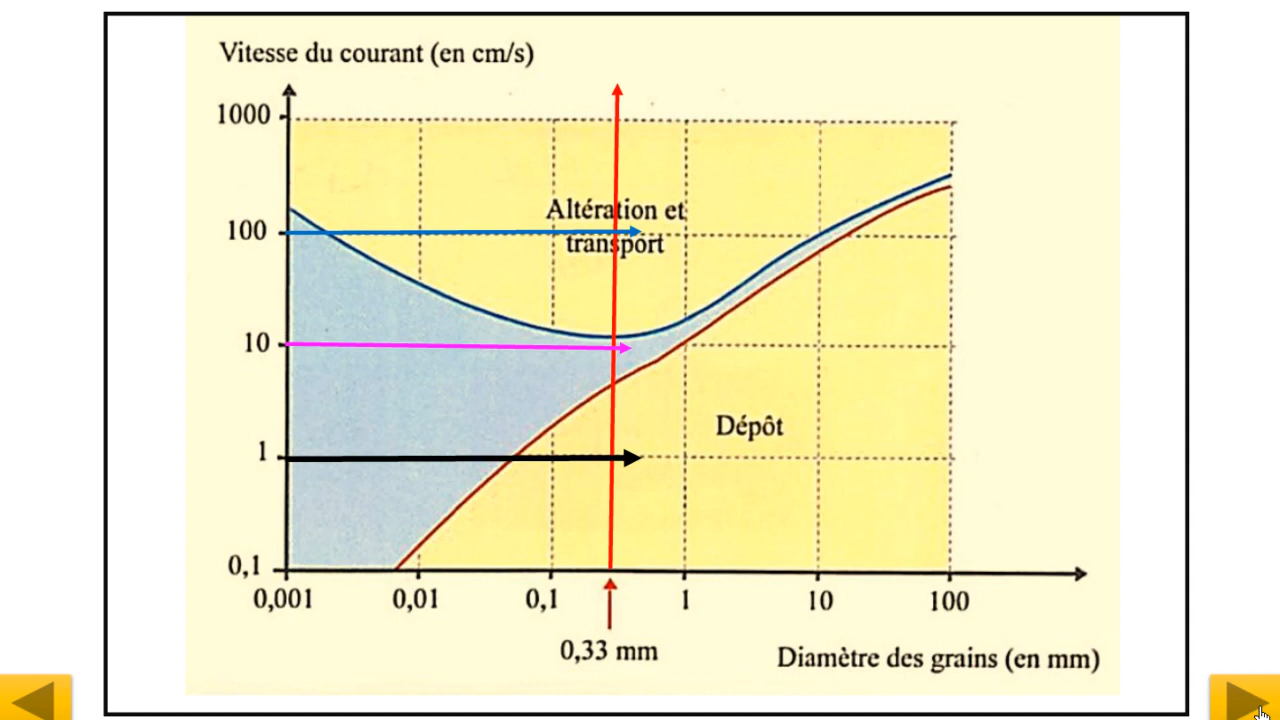 Vitesse du courant (en cm/s)
1000
100
10
1
0,1
Altération et
transport
Dépôt
0,001
0,01
0,1
1
10
100
0,33 mm
Diamètre des grains (en mm)